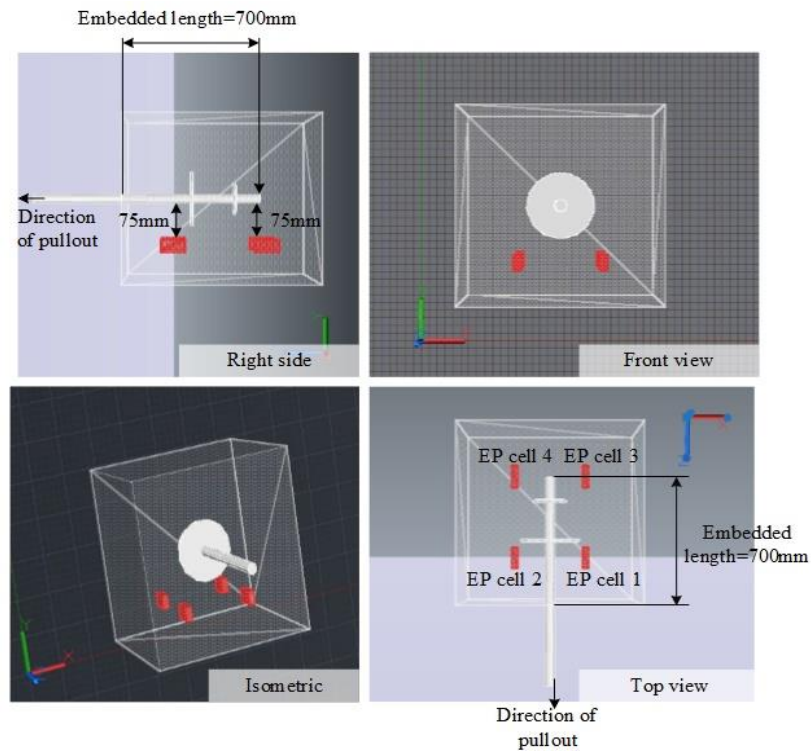 Embedded length=700mm
Direction
of pullout
75mm
75mm
Right side
Front view
Isometric
EP cell 4
EP cell 3
EP cell 2
EP cell 1
Embedded
length=700mm
Top view
Direction of
pullout